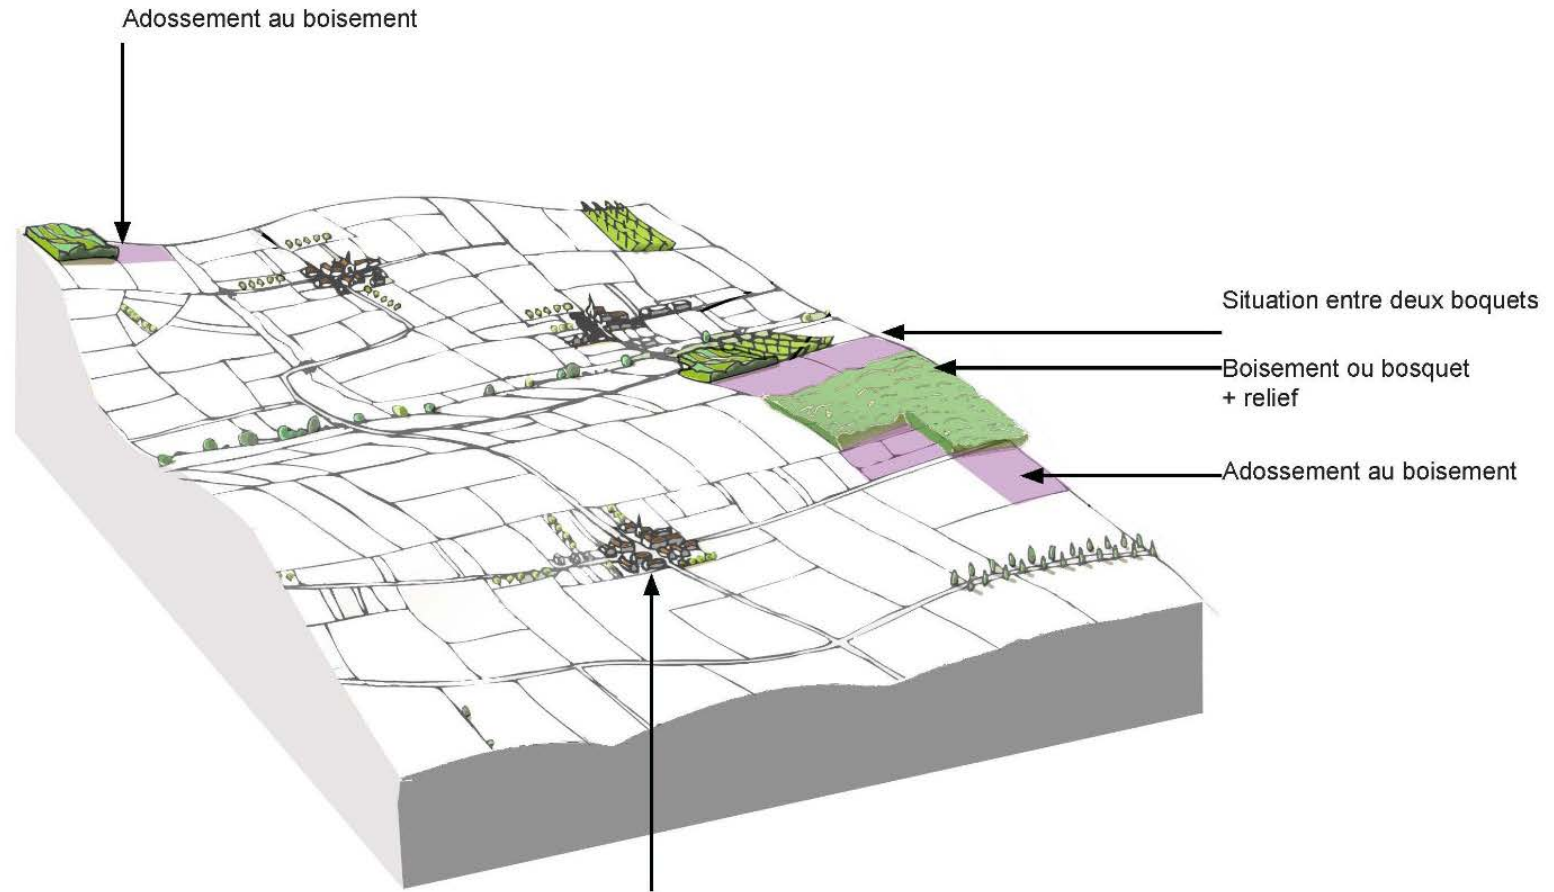 Adossement au boisement
Situation entre deux boquets
Boisement ou bosquet
+ relief
Adossement au boisement